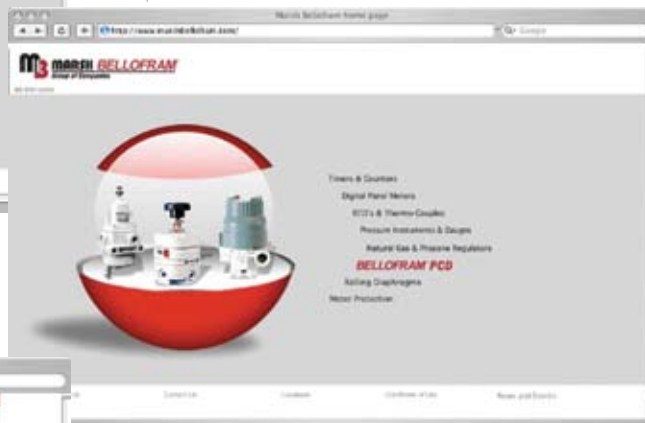 Marsh Bellofram home page
http://www.marshbellofram.com/
Google
MB MARSH BELLOFRAM
Group of Companies
Timers & Counters
Digital Panel Meters
RTD's & Thermo-Couples
Pressure Instruments & Gauges
Natural Gas & Propane Regulators
BELLOFRAM PCD
Rolling Diaphragms
Motor Protection
Contact Us
Locations
Conditions of Use
News and Events